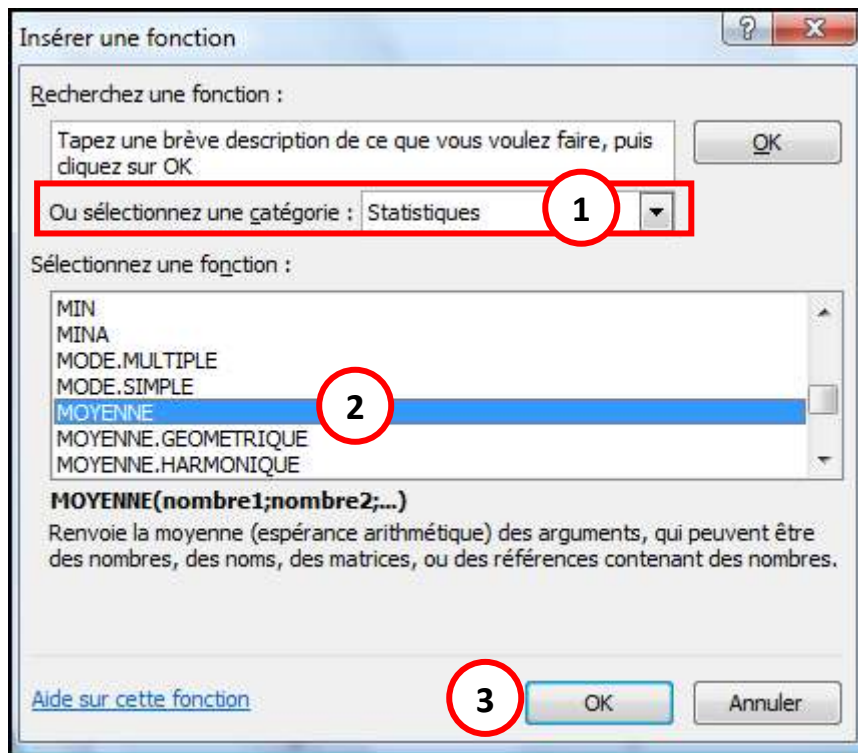 Insérer une fonction
Recherchez une fonction :
Tapez une brève description de ce que vous voulez faire, puis
cliquez sur OK
OK
Ou sélectionnez une catégorie : Statistiques
1
Sélectionnez une fonction :
MIN
MINA
MODE.MULTIPLE
MODE.SIMPLE
MOYENNE
2
MOYENNE.GEOMETRIQUE
MOYENNE.HARMONIQUE
MOYENNE(nombre1;nombre2;...)
Renvoie la moyenne (espérance arithmétique) des arguments, qui peuvent être
des nombres, des noms, des matrices, ou des références contenant des nombres.
Aide sur cette fonction
3
OK
Annuler